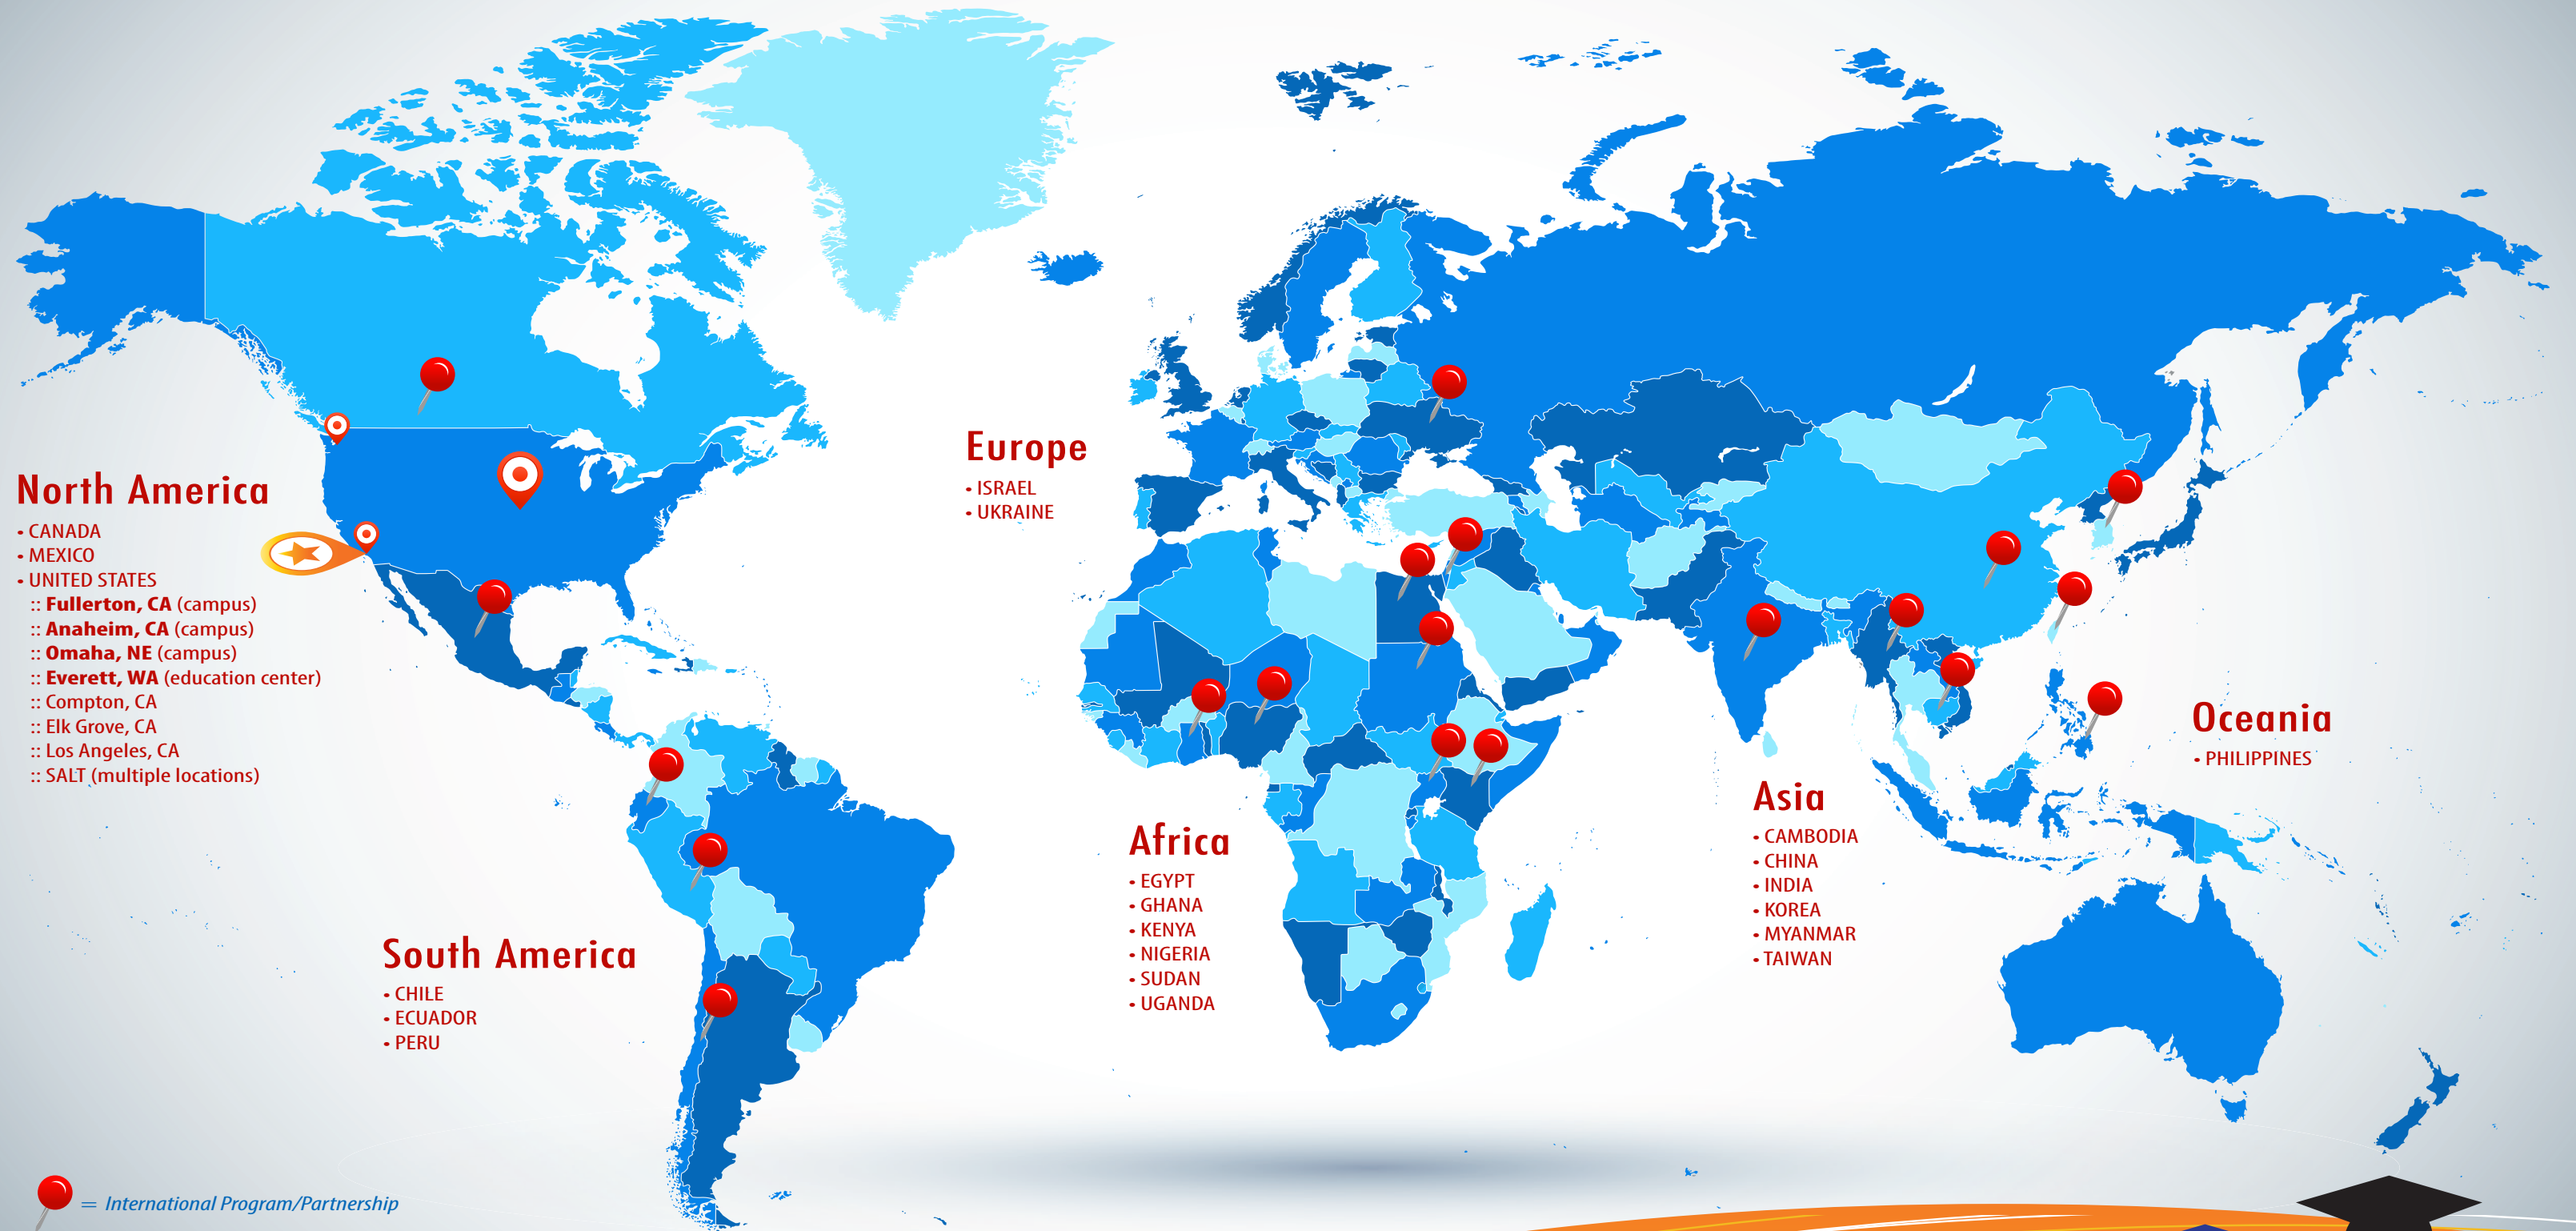 North America
• CANADA
• MEXICO
• UNITED STATES
:: Fullerton, CA (campus)
:: Anaheim, CA (campus)
:: Omaha, NE (campus)
:: Everett, WA (education center)
:: Compton, CA
:: Elk Grove, CA
:: Los Angeles, CA
:: SALT (multiple locations)
South America
• CHILE
• ECUADOR
• PERU
Europe
• ISRAEL
• UKRAINE
Africa
• EGYPT
• GHANA
• KENYA
• NIGERIA
• SUDAN
• UGANDA
Asia
• CAMBODIA
• CHINA
• INDIA
• KOREA
• MYANMAR
• TAIWAN
Oceania
• PHILIPPINES
= International Program/Partnership